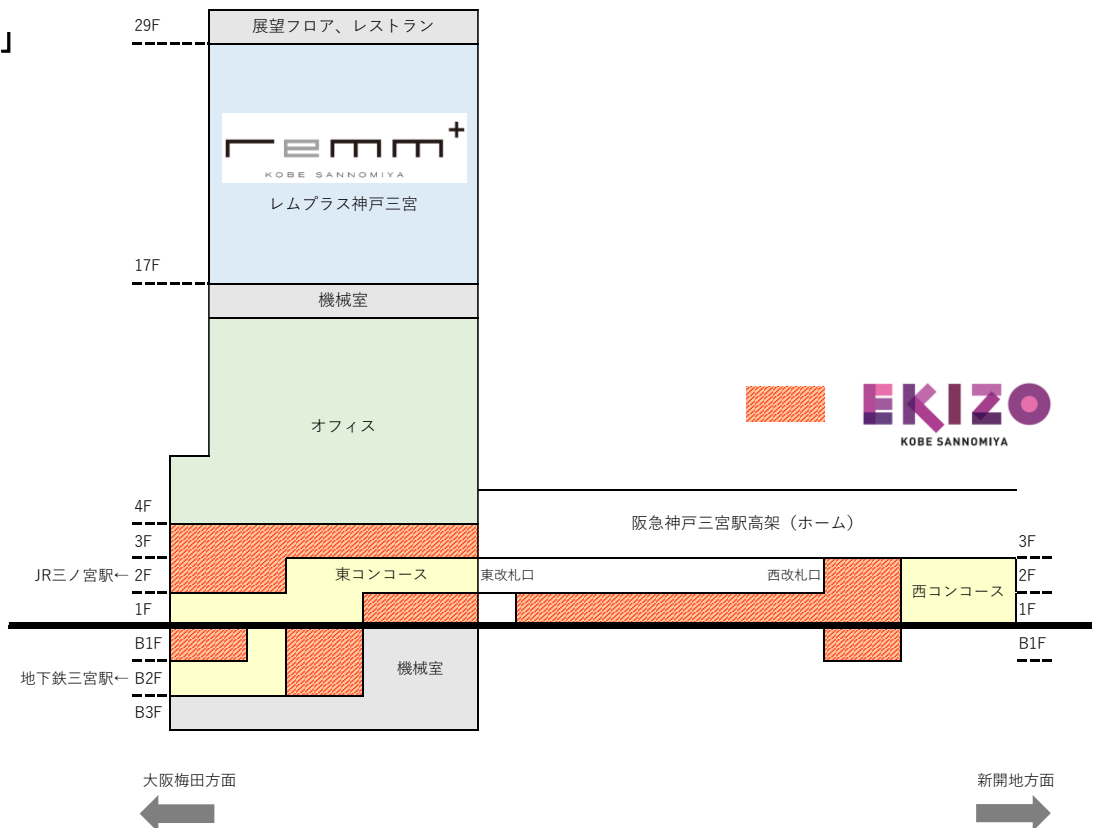 」
29F
展望フロア、レストラン
remm+
KOBE SANNOMIYA
レムプラス神戸三宮
17F
機械室
オフィス
EKIZO
KOBE SANNOMIYA
4F
阪急神戸三宮駅高架（ホーム）
3F
3F
JR三ノ宮駅← 2F
東コンコース
東改札口
西改札口
2F
西コンコース
1F
1F
B1F
B1F
機械室
地下鉄三宮駅← B2F
B3F
大阪梅田方面
新開地方面